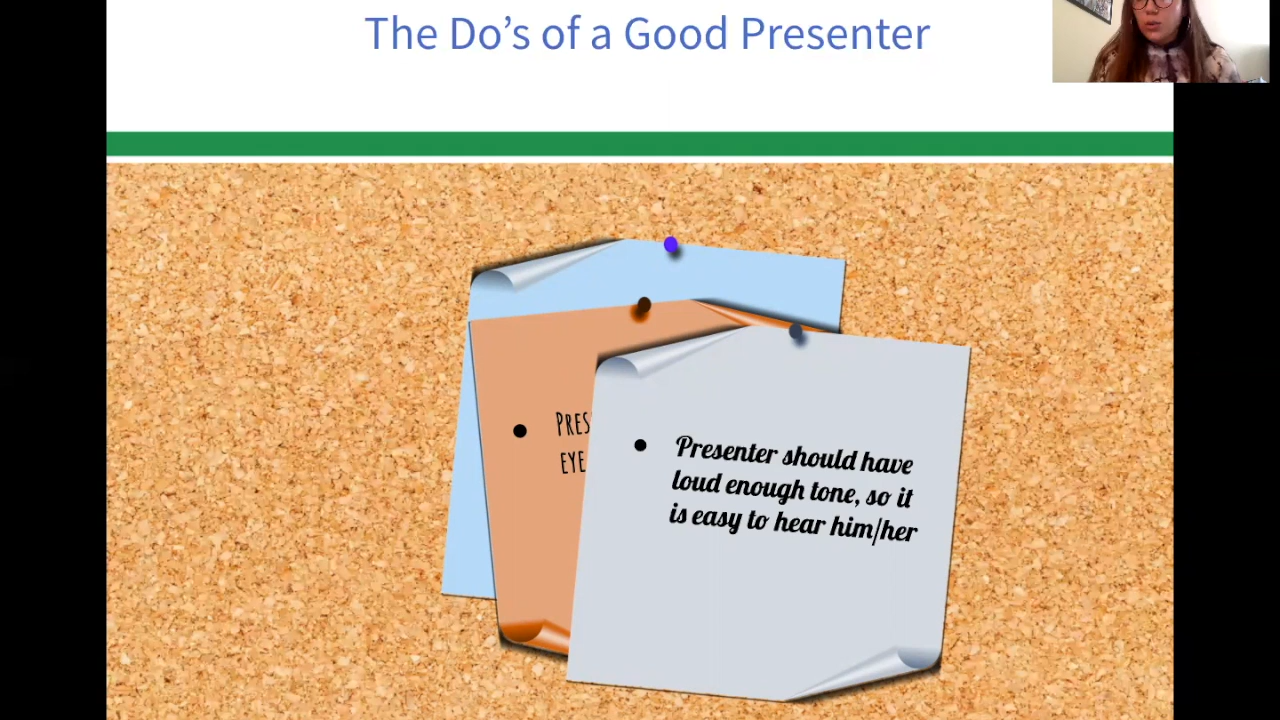 The Do's of a Good Presenter
EYE
Presenter should have
loud enough tone, so it
is easy to hear him/her